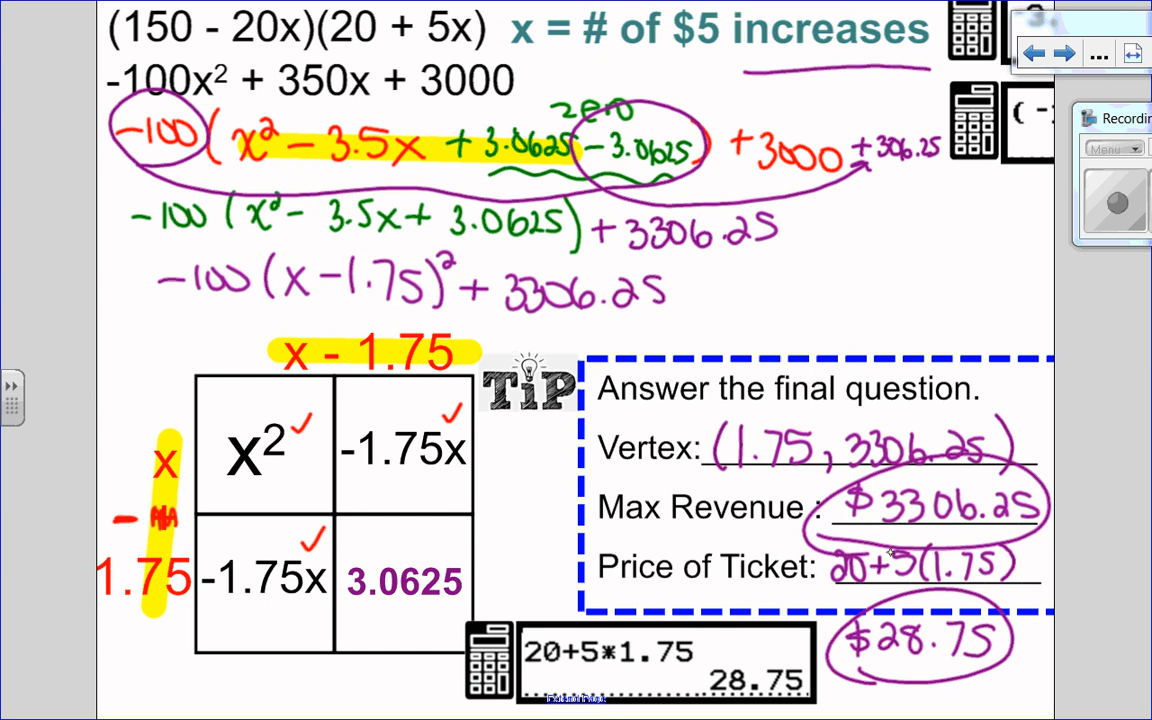 (150 - 20x)(20 + 5x) x = # of $5 increases
-100x² + 350x + 3000
zero
-100 ( x² - 3.5x + 3.0625 - 3.0625 ) + 3000 + 306.25
-100 (x² - 3.5x + 3.0625) + 3306.25
-100 (x - 1.75)² + 3306.25
x - 1.75
x²
-1.75x
x
-
1.75
-1.75x
3.0625
TiP
Answer the final question.
Vertex: (1.75, 3306.25)
Max Revenue : $3306.25
Price of Ticket: 20+5(1.75)
$28.75
20+5*1.75
28.75
( -
...
Recordin
Menu